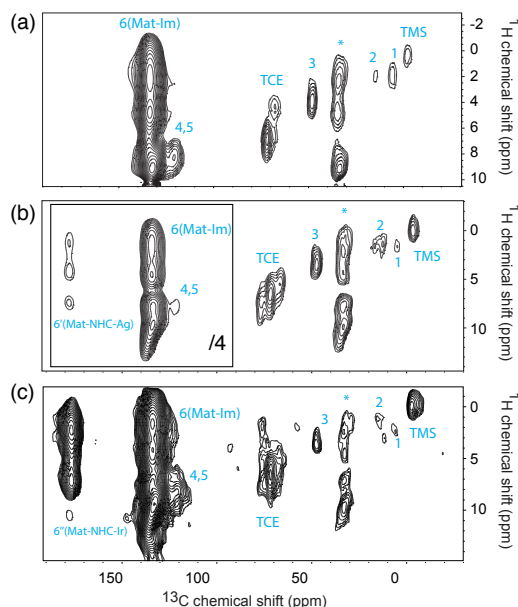 (a)
6(Mat-Im)
4,5
TCE
3
*
2
1
TMS
-2
0
2
4
6
8
10
1H chemical shift (ppm)
(b)
6(Mat-Im)
4,5
6'(Mat-NHC-Ag)
/4
TCE
3
*
2
1
TMS
0
5
10
1H chemical shift (ppm)
(c)
6(Mat-Im)
4,5
6"(Mat-NHC-Ir)
TCE
3
*
2
1
TMS
0
5
10
1H chemical shift (ppm)
150 100 50 0
13C chemical shift (ppm)